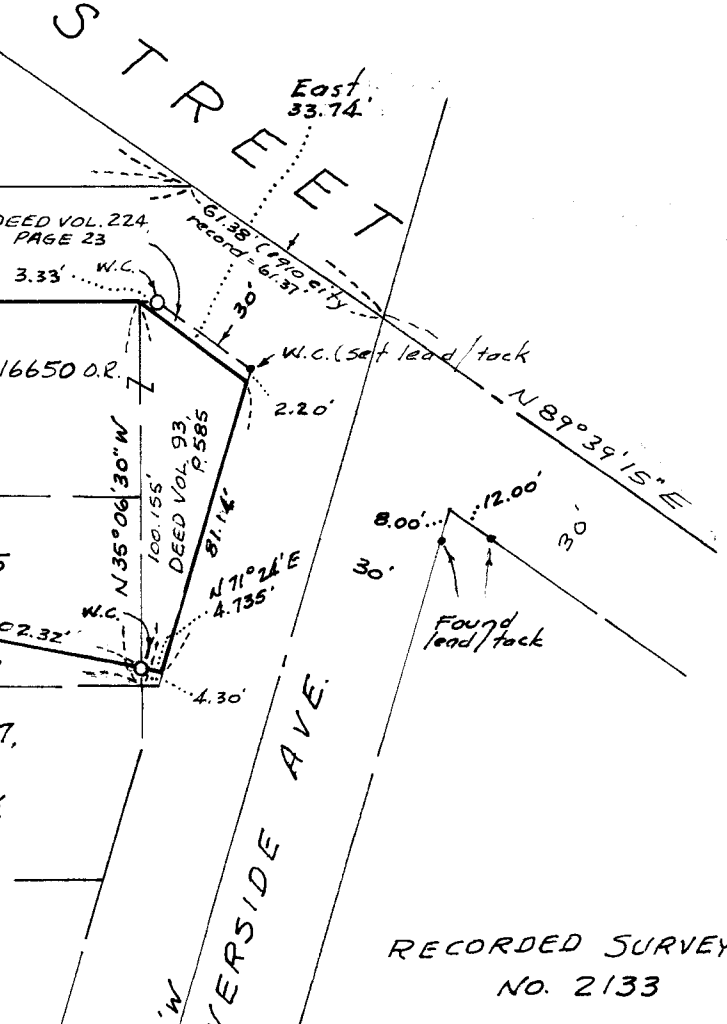 STREET
East
33.74'
61.38' (1910 city
record = 61.37'
DEED VOL. 224,
PAGE 23
3.33'
W.C.
30'
W.C. (set lead/tack
16650 O.R.
2.20'
N 89°39'15" E
N 35°06'30" W
100.155'
DEED VOL. 93,
P. 585
81.14'
12.00'
8.00'
30'
30'
N 71°24' E
4.735'
Found
lead/tack
W.C.
02.32'
4.30'
7,
VERSIDE AVE.
'W
RECORDED SURVEY
NO. 2133